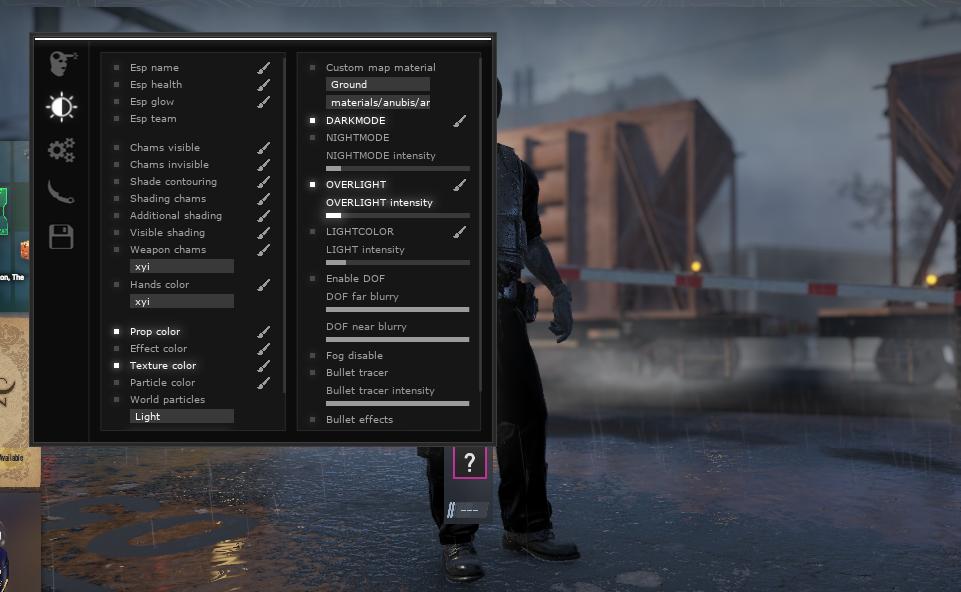 Esp name
Esp health
Esp glow
Esp team
Chams visible
Chams invisible
Shade contouring
Shading chams
Additional shading
Visible shading
Weapon chams
xyi
Hands color
xyi
Prop color
Effect color
Texture color
Particle color
World particles
Light
Custom map material
Ground
materials/anubis/ar
DARKMODE
NIGHTMODE
NIGHTMODE intensity
OVERLIGHT
OVERLIGHT intensity
LIGHTCOLOR
LIGHT intensity
Enable DOF
DOF far blurry
DOF near blurry
Fog disable
Bullet tracer
Bullet tracer intensity
Bullet effects
on, The
Available
?
---